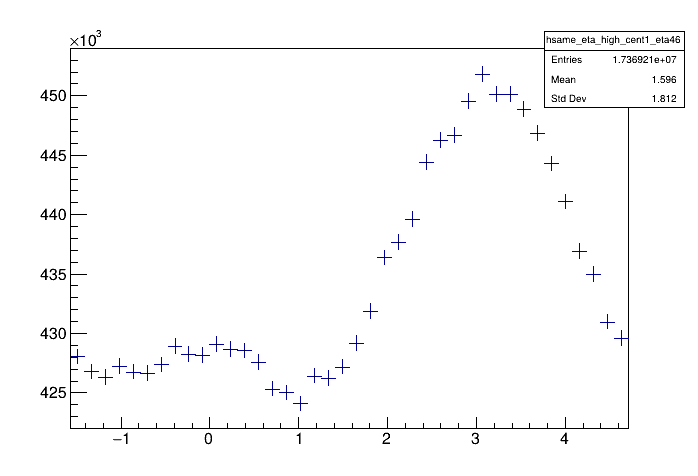 ×10³
hsame_eta_high_cent1_eta46
Entries 1.736921e+07
Mean 1.596
Std Dev 1.812
450
445
440
435
430
425
−1 0 1 2 3 4